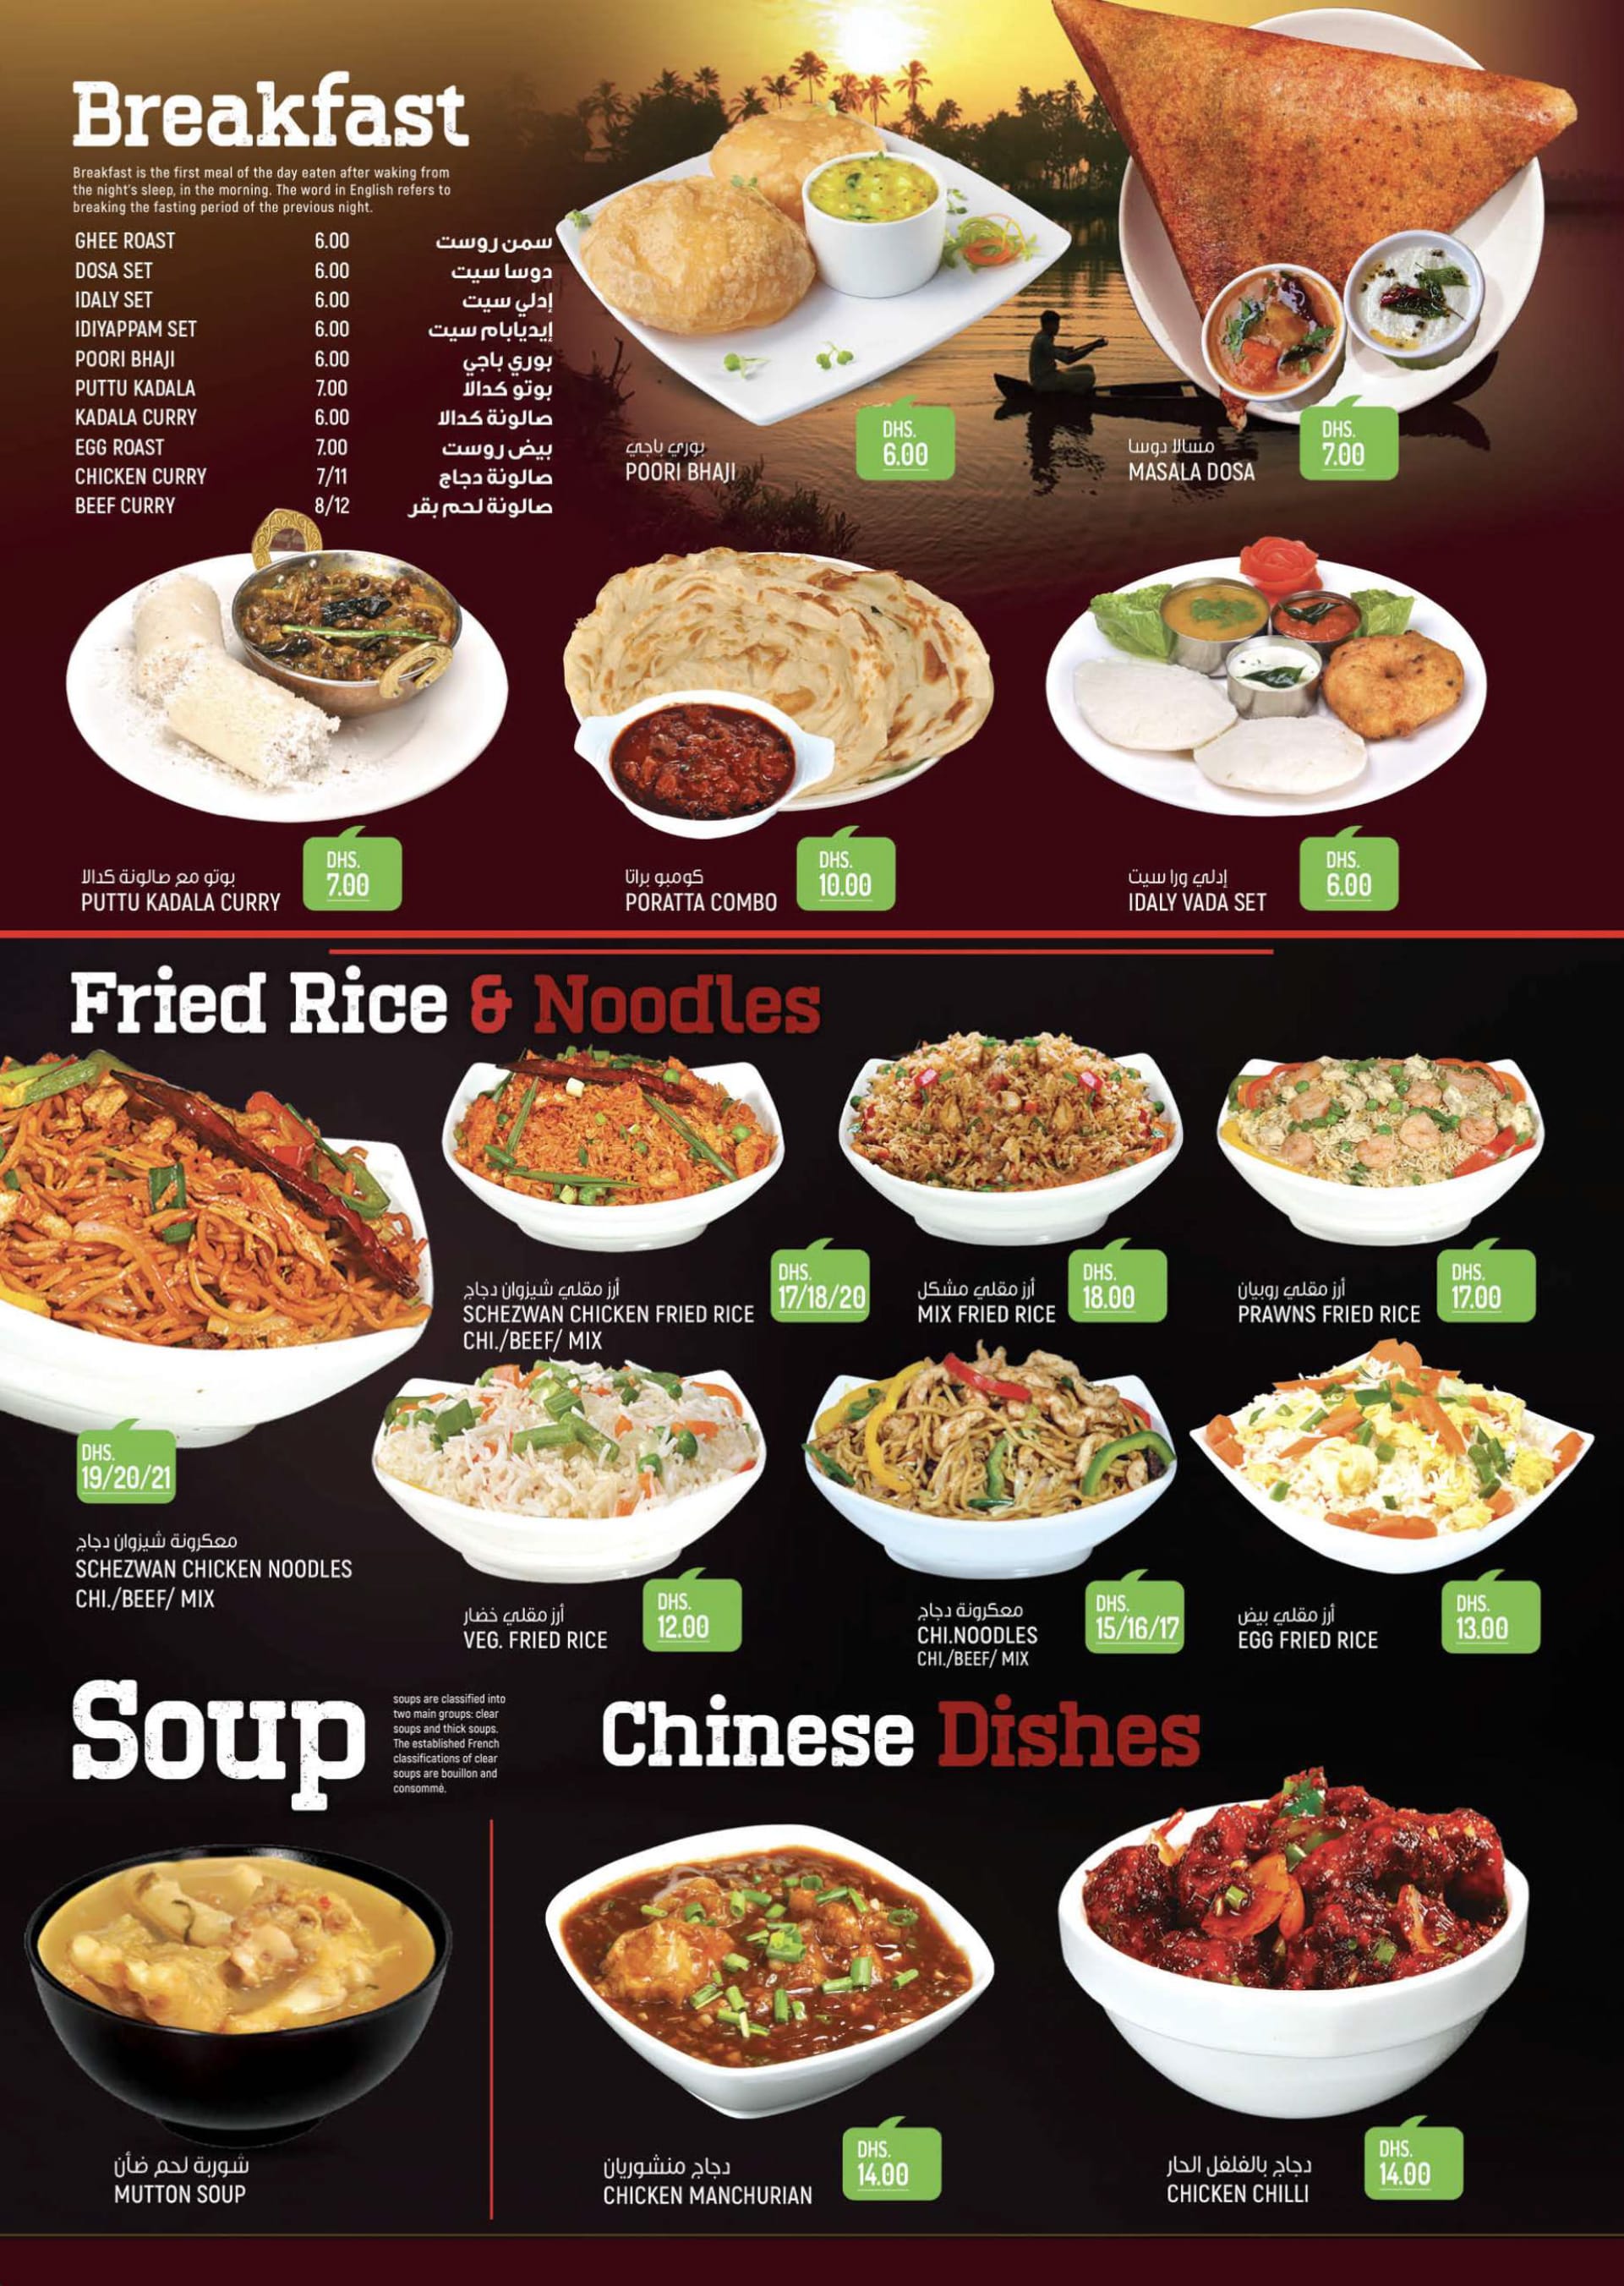 Breakfast
Breakfast is the first meal of the day eaten after waking from
the night's sleep, in the morning. The word in English refers to
breaking the fasting period of the previous night.
GHEE ROAST 6.00 سمن روست
DOSA SET 6.00 دوسا سيت
IDALY SET 6.00 إدلي سيت
IDIYAPPAM SET 6.00 إيديابام سيت
POORI BHAJI 6.00 بوري باجي
PUTTU KADALA 7.00 بوتو كدالا
KADALA CURRY 6.00 صالونة كدالا
EGG ROAST 7.00 بيض روست
CHICKEN CURRY 7/11 صالونة دجاج
BEEF CURRY 8/12 صالونة لحم بقر
بوري باجي
POORI BHAJI
DHS.
6.00
مسالا دوسا
MASALA DOSA
DHS.
7.00
بوتو مع صالونة كدالا
PUTTU KADALA CURRY
DHS.
7.00
كومبو براتا
PORATTA COMBO
DHS.
10.00
إدلي ورا سيت
IDALY VADA SET
DHS.
6.00
Fried Rice & Noodles
أرز مقلي شيزوان دجاج
SCHEZWAN CHICKEN FRIED RICE
CHI./BEEF/ MIX
DHS.
17/18/20
أرز مقلي مشكل
MIX FRIED RICE
DHS.
18.00
أرز مقلي روبيان
PRAWNS FRIED RICE
DHS.
17.00
DHS.
19/20/21
معكرونة شيزوان دجاج
SCHEZWAN CHICKEN NOODLES
CHI./BEEF/ MIX
أرز مقلي خضار
VEG. FRIED RICE
DHS.
12.00
معكرونة دجاج
CHI.NOODLES
CHI./BEEF/ MIX
DHS.
15/16/17
أرز مقلي بيض
EGG FRIED RICE
DHS.
13.00
Soup
soups are classified into
two main groups: clear
soups and thick soups.
The established French
classifications of clear
soups are bouillon and
consommé.
شوربة لحم ضأن
MUTTON SOUP
Chinese Dishes
دجاج منشوريان
CHICKEN MANCHURIAN
DHS.
14.00
دجاج بالفلفل الحار
CHICKEN CHILLI
DHS.
14.00